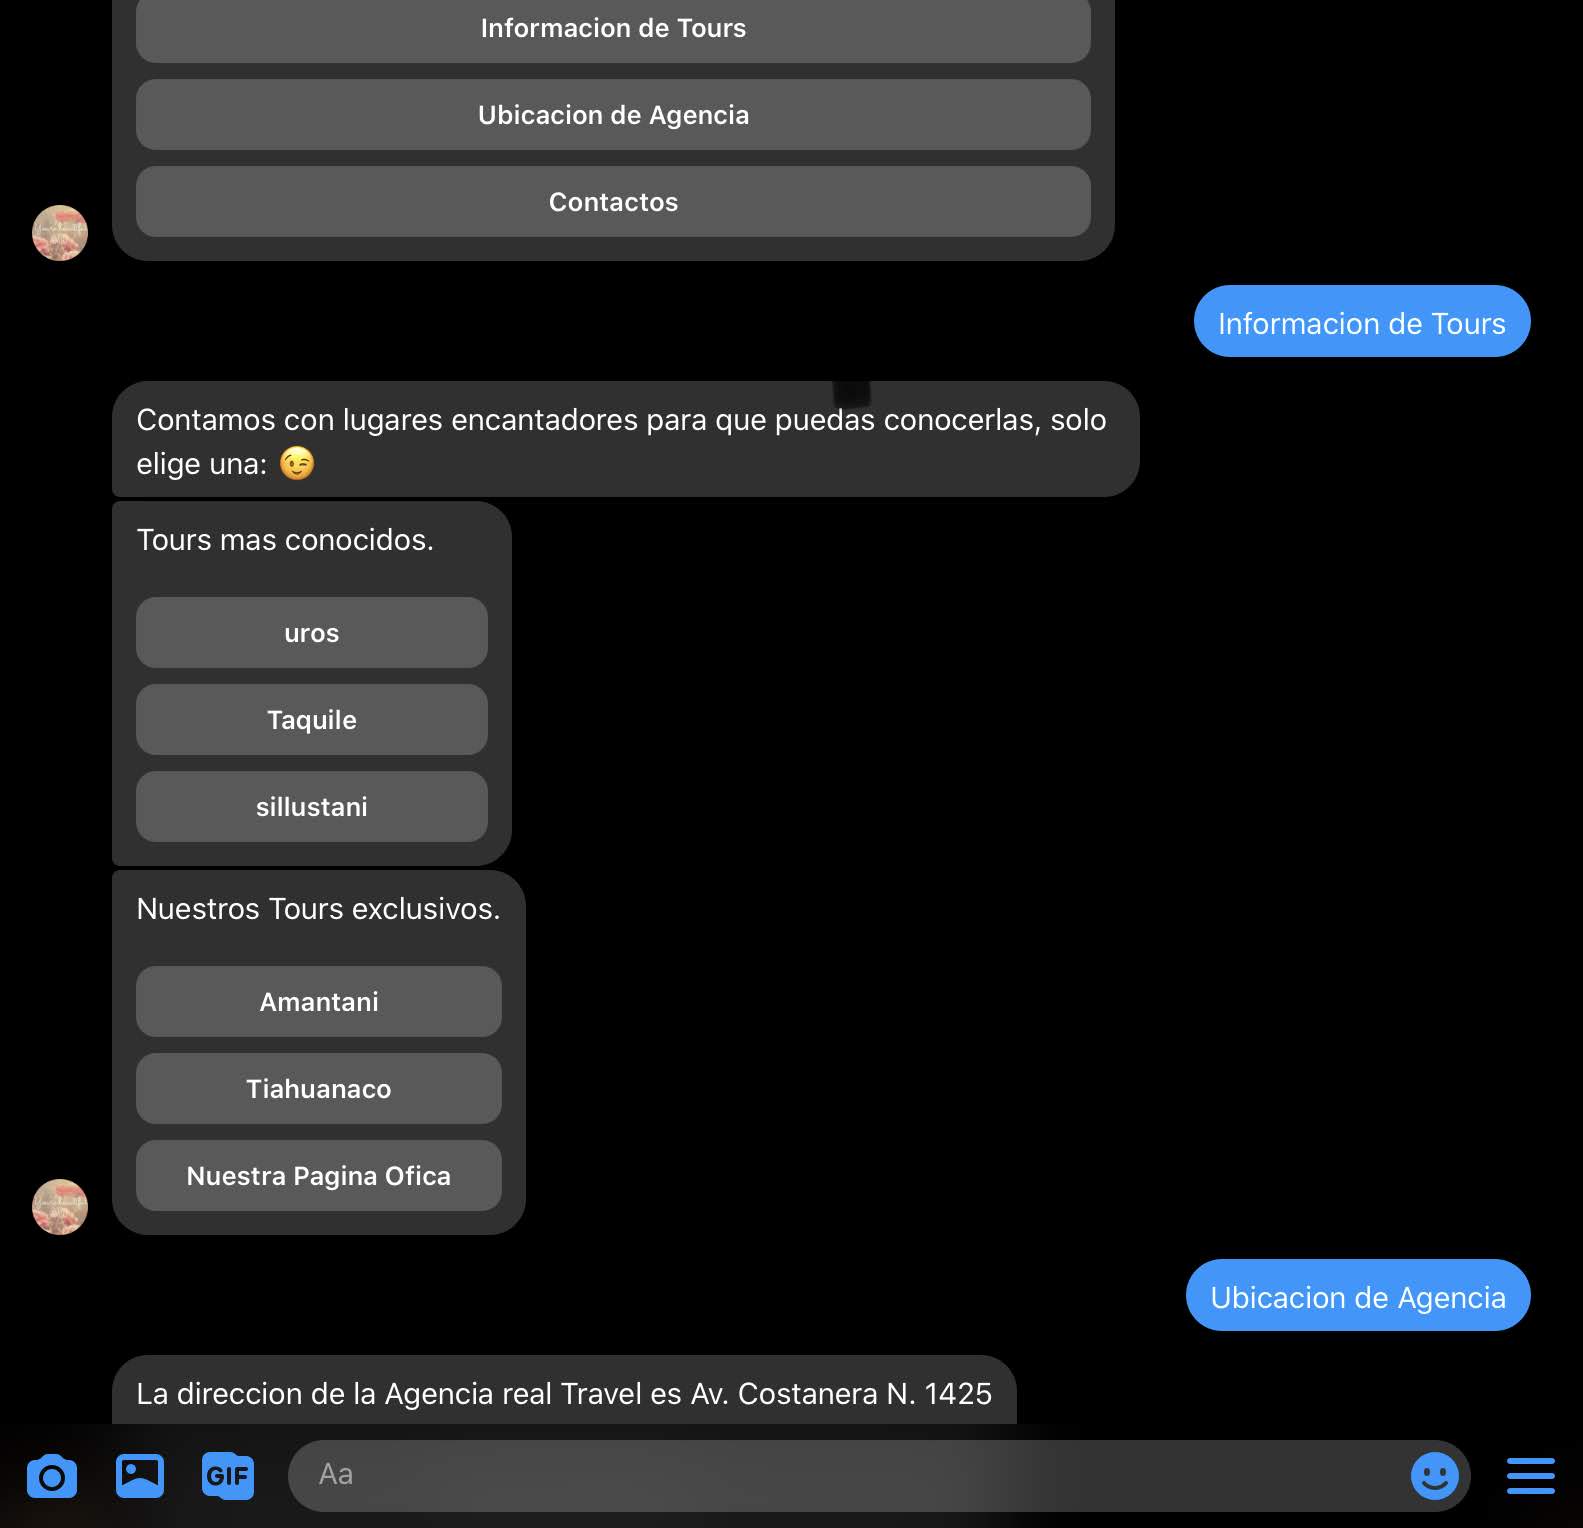 Informacion de Tours
Ubicacion de Agencia
Contactos
Informacion de Tours
Contamos con lugares encantadores para que puedas conocerlas, solo
elige una: 😉
Tours mas conocidos.
uros
Taquile
sillustani
Nuestros Tours exclusivos.
Amantani
Tiahuanaco
Nuestra Pagina Ofica
Ubicacion de Agencia
La direccion de la Agencia real Travel es Av. Costanera N. 1425
GIF
Aa